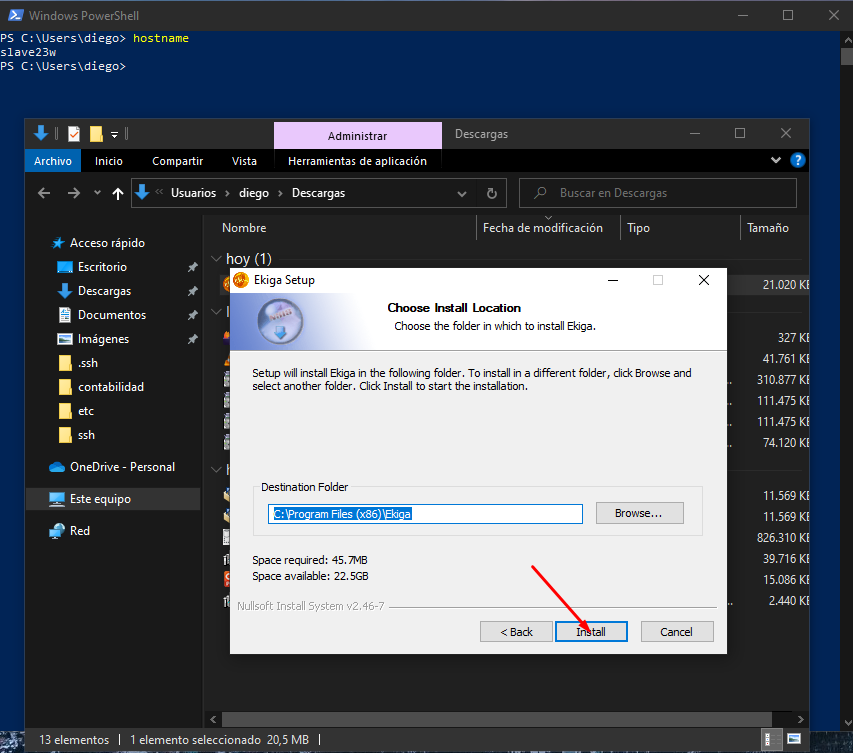 Windows PowerShell
PS C:\Users\diego> hostname
slave23w
PS C:\Users\diego>
Administrar
Descargas
Archivo
Inicio
Compartir
Vista
Herramientas de aplicación
Usuarios
diego
Descargas
Buscar en Descargas
Nombre
Fecha de modificación
Tipo
Tamaño
Acceso rápido
Escritorio
Descargas
Documentos
Imágenes
.ssh
contabilidad
etc
ssh
OneDrive - Personal
Este equipo
Red
hoy (1)
21.020 KB
327 KB
41.761 KB
310.877 KB
111.475 KB
111.475 KB
74.120 KB
11.569 KB
11.569 KB
826.310 KB
39.716 KB
15.086 KB
2.440 KB
Ekiga Setup
Choose Install Location
Choose the folder in which to install Ekiga.
Setup will install Ekiga in the following folder. To install in a different folder, click Browse and
select another folder. Click Install to start the installation.
Destination Folder
C:\Program Files (x86)\Ekiga
Browse...
Space required: 45.7MB
Space available: 22.5GB
Nullsoft Install System v2.46-7
< Back
Install
Cancel
13 elementos
1 elemento seleccionado 20,5 MB